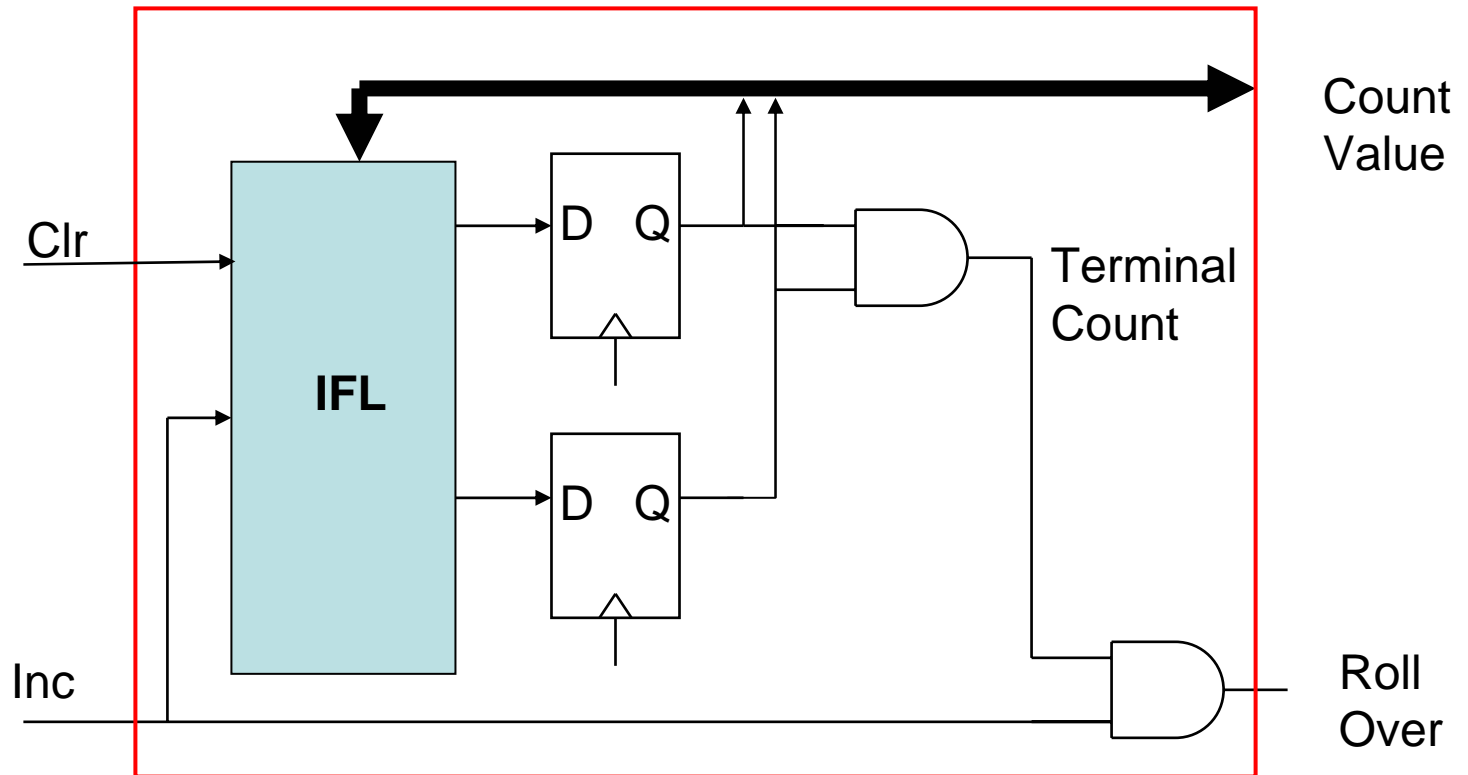 Count
Value
Clr
D Q
Terminal
Count
IFL
D Q
Inc
Roll
Over